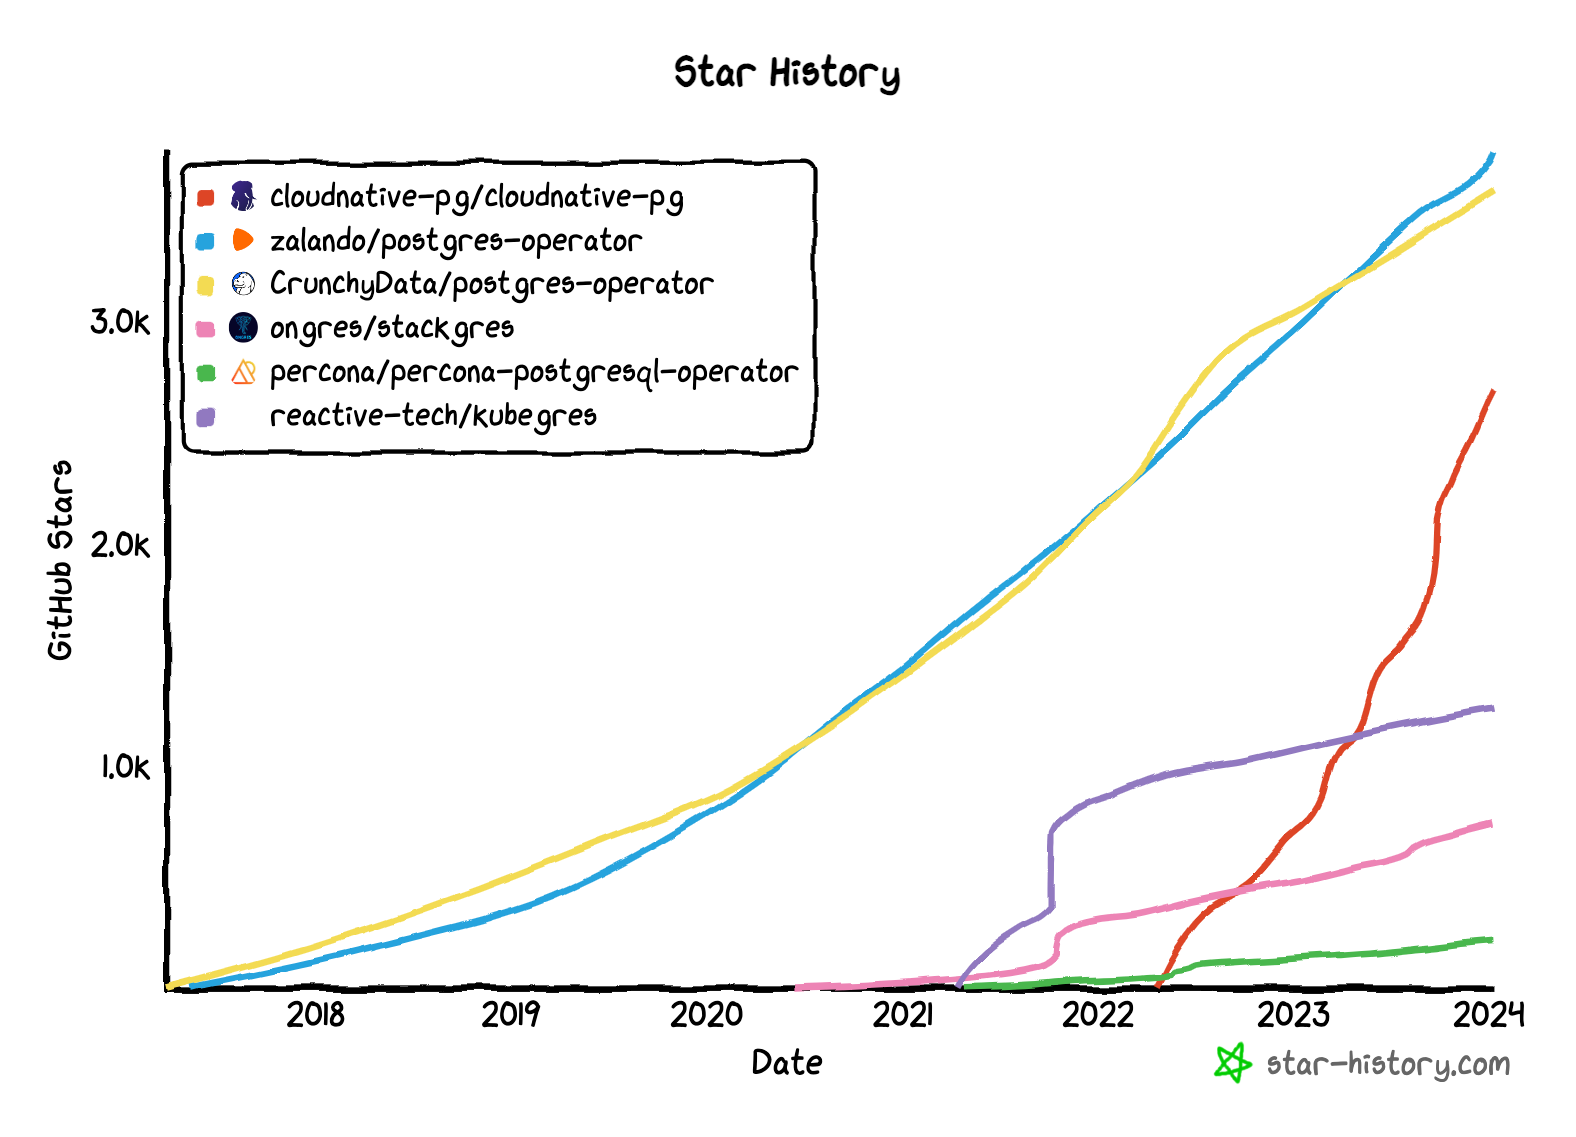 Star History
cloudnative-pg/cloudnative-pg
zalando/postgres-operator
CrunchyData/postgres-operator
ongres/stackgres
percona/percona-postgresql-operator
reactive-tech/kubegres
GitHub Stars
3.0k
2.0k
1.0k
2018 2019 2020 2021 2022 2023 2024
Date
star-history.com